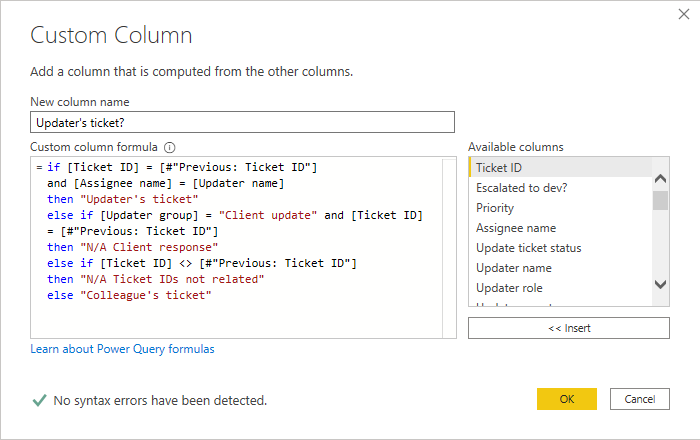 Custom Column
Add a column that is computed from the other columns.
New column name
Updater's ticket?
Custom column formula
Available columns
= if [Ticket ID] = [#"Previous: Ticket ID"]
and [Assignee name] = [Updater name]
then "Updater's ticket"
else if [Updater group] = "Client update" and [Ticket ID]
= [#"Previous: Ticket ID"]
then "N/A Client response"
else if [Ticket ID] <> [#"Previous: Ticket ID"]
then "N/A Ticket IDs not related"
else "Colleague's ticket"
Ticket ID
Escalated to dev?
Priority
Assignee name
Update ticket status
Updater name
Updater role
<< Insert
Learn about Power Query formulas
No syntax errors have been detected.
OK
Cancel